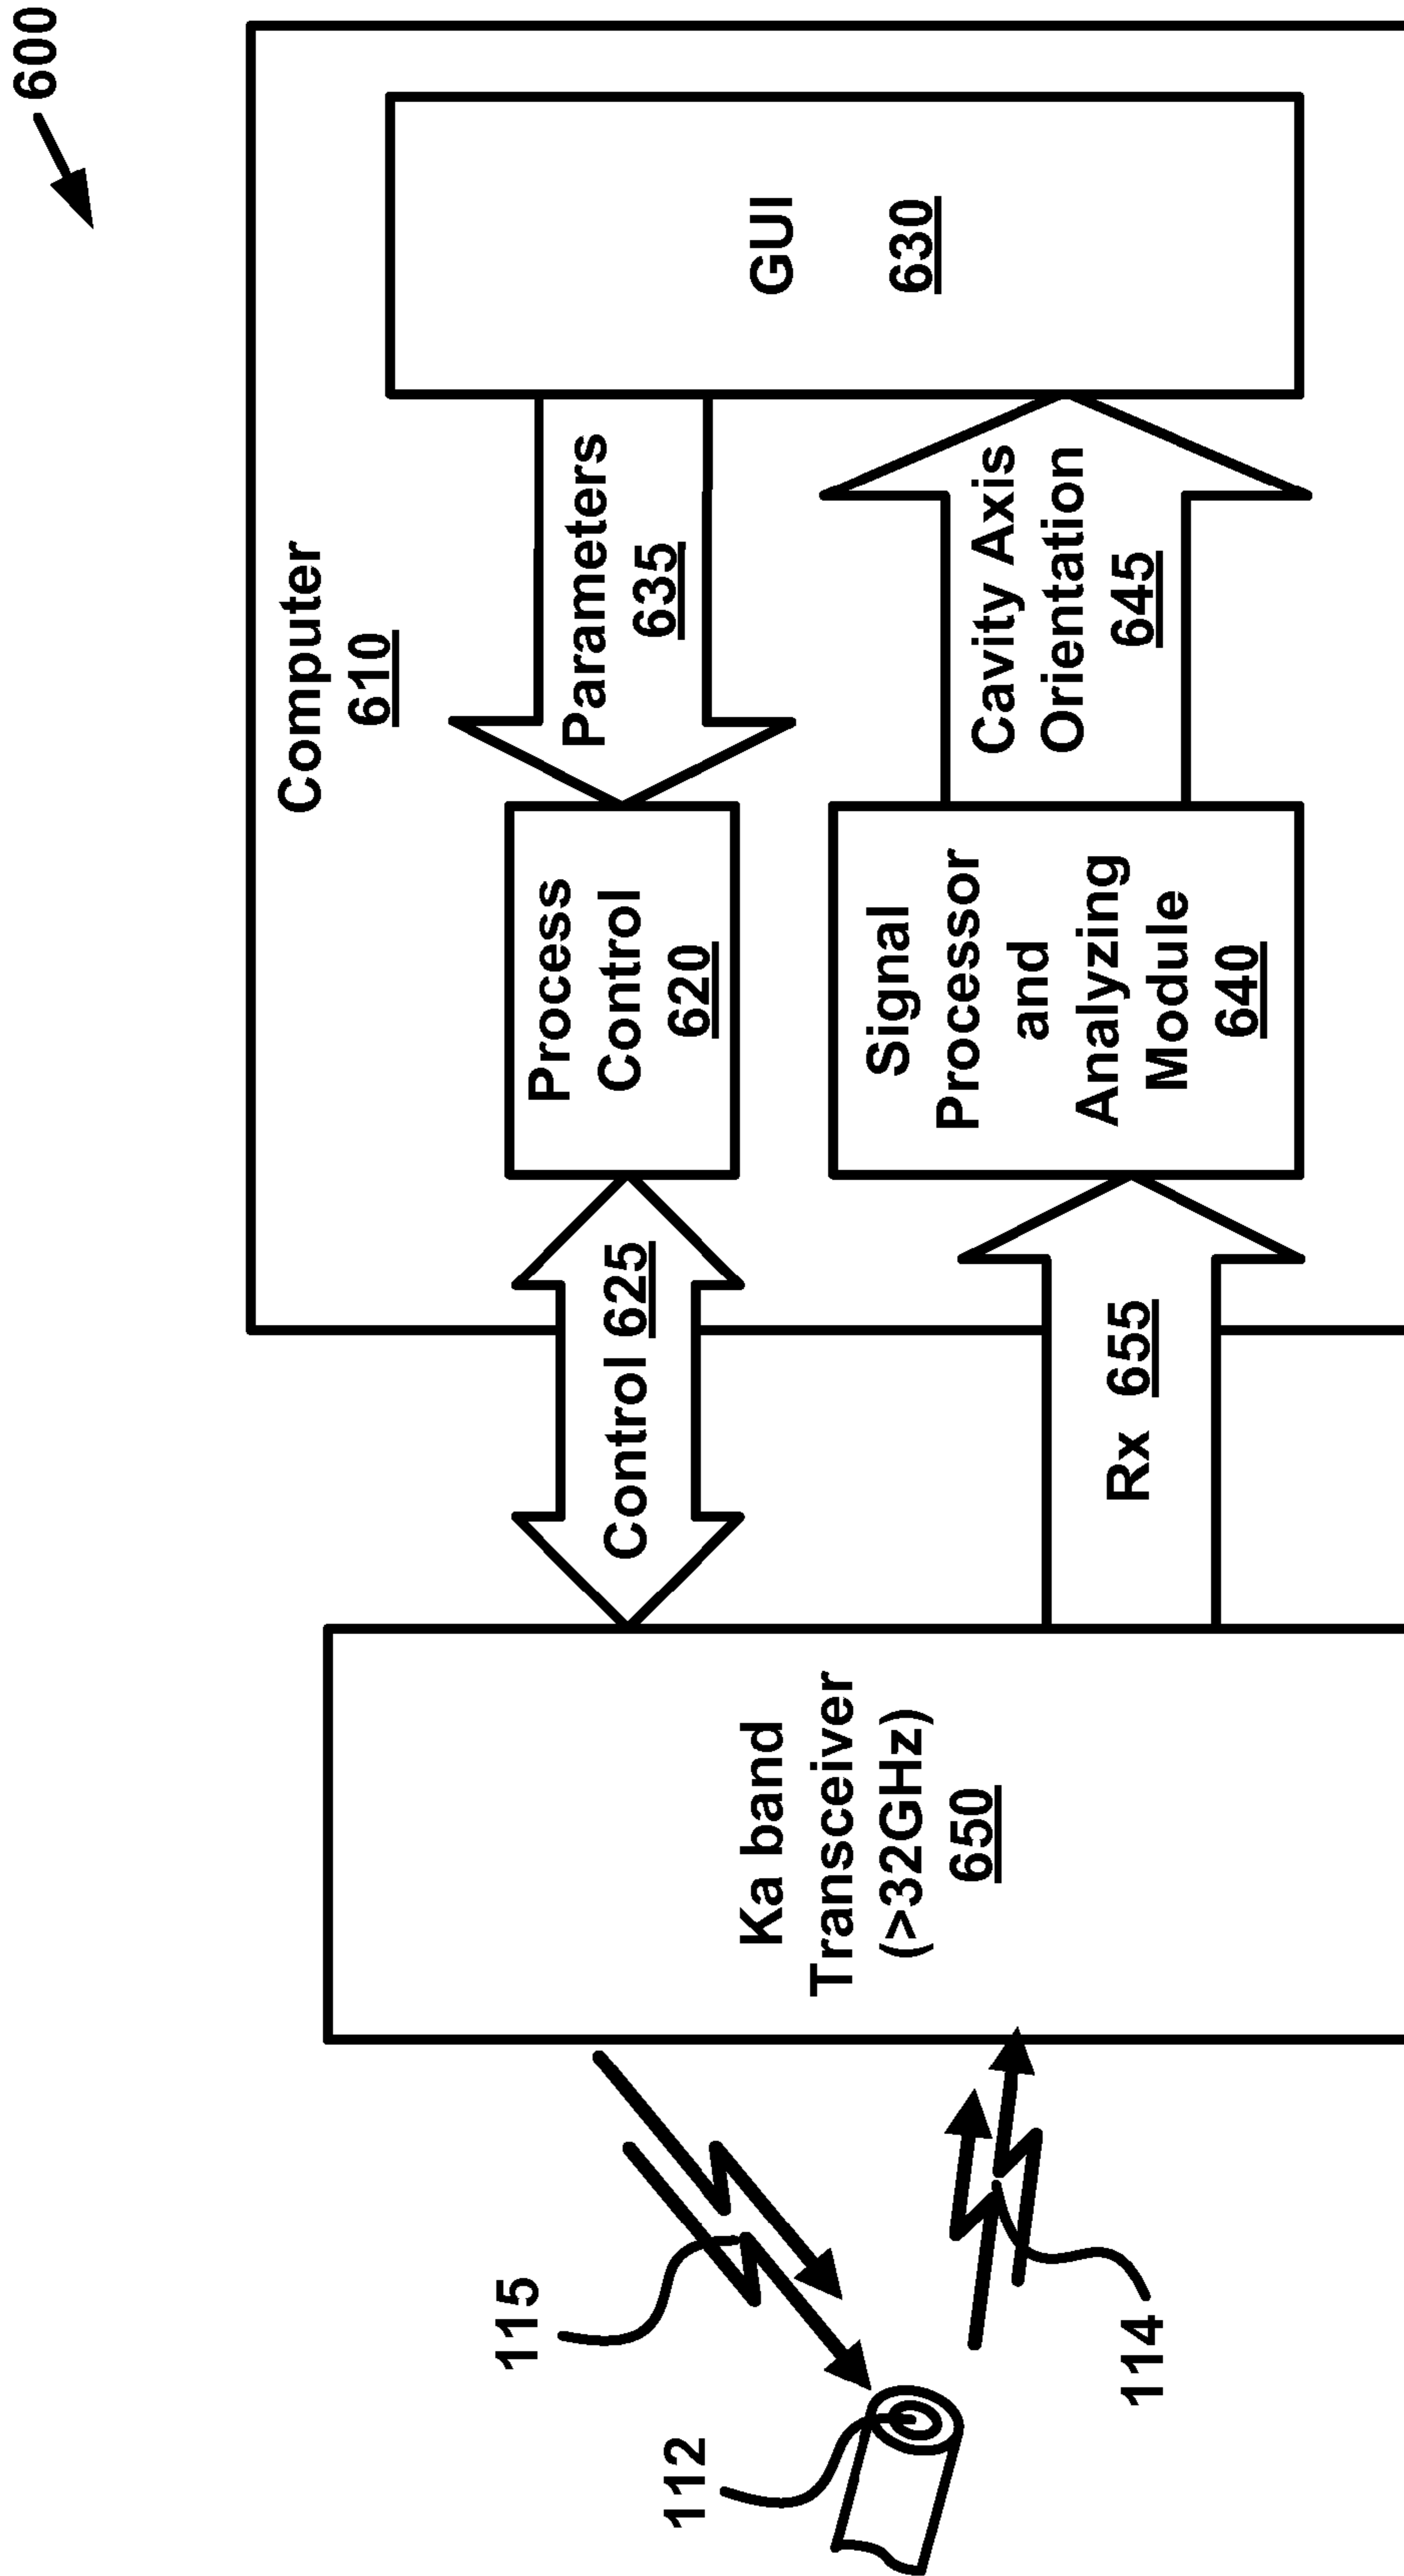 600
Computer
610
GUI
630
Parameters
635
Cavity Axis
Orientation
645
Process
Control
620
Signal
Processor
and
Analyzing
Module
640
Control 625
Rx 655
Ka band
Transceiver
(>32GHz)
650
115
112
114